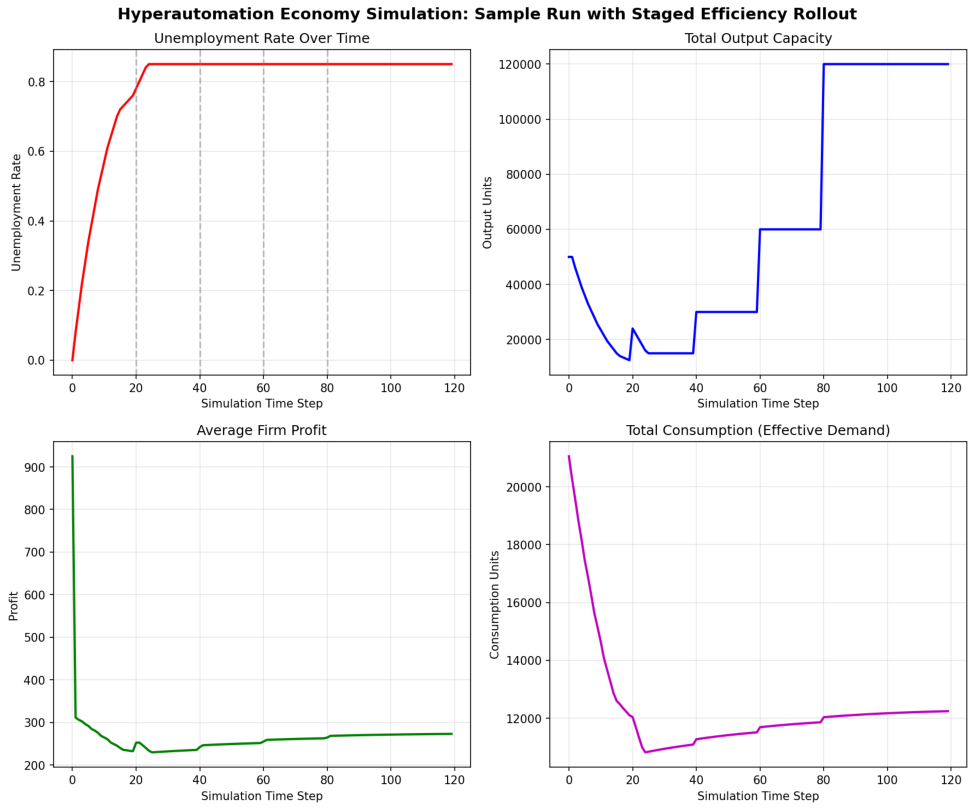 Hyperautomation Economy Simulation: Sample Run with Staged Efficiency Rollout
Unemployment Rate Over Time
Unemployment Rate
0.8
0.6
0.4
0.2
0.0
0 20 40 60 80 100 120
Simulation Time Step
Total Output Capacity
Output Units
120000
100000
80000
60000
40000
20000
0 20 40 60 80 100 120
Simulation Time Step
Average Firm Profit
Profit
900
800
700
600
500
400
300
200
0 20 40 60 80 100 120
Simulation Time Step
Total Consumption (Effective Demand)
Consumption Units
20000
18000
16000
14000
12000
0 20 40 60 80 100 120
Simulation Time Step